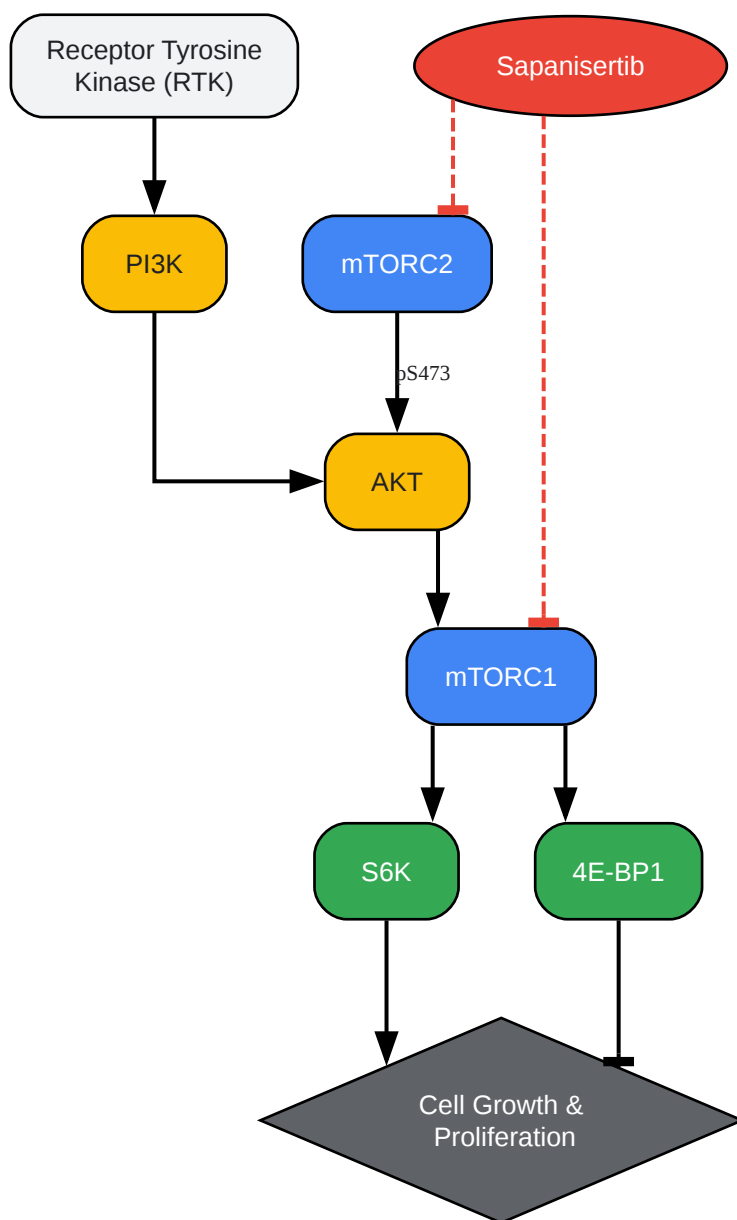 Receptor Tyrosine
Kinase (RTK)
Sapanisertib
PI3K
mTORC2
pS473
AKT
mTORC1
S6K
4E-BP1
Cell Growth &
Proliferation